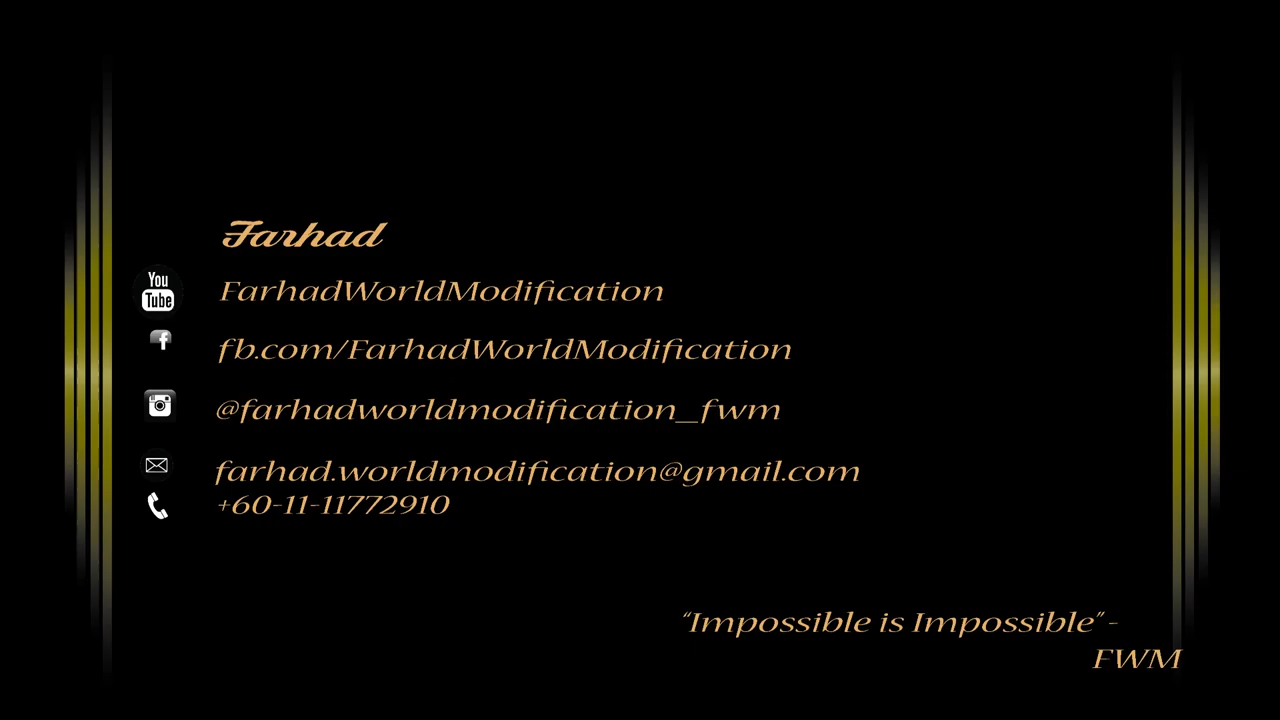 Farhad
You
Tube
FarhadWorldModification
f
fb.com/FarhadWorldModification
@farhadworldmodification_fwm
farhad.worldmodification@gmail.com
+60-11-11772910
“Impossible is Impossible” -
FWM